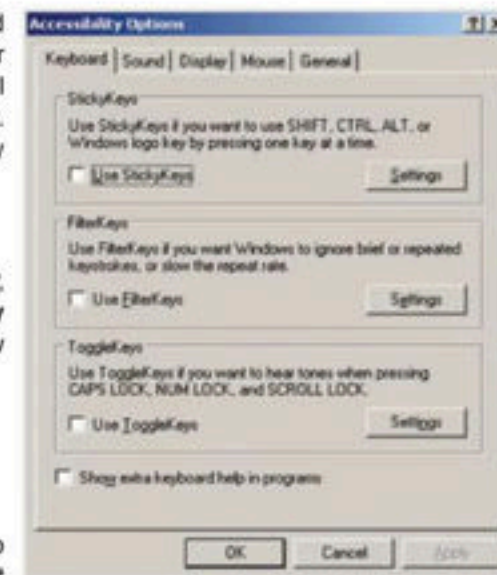 Accessibility Options
Keyboard Sound Display Mouse General
StickyKeys
Use StickyKeys if you want to use SHIFT, CTRL, ALT, or
Windows logo key by pressing one key at a time.
Use StickyKeys
Settings
FilterKeys
Use FilterKeys if you want Windows to ignore brief or repeated
keystrokes, or slow the repeat rate.
Use FilterKeys
Settings
ToggleKeys
Use ToggleKeys if you want to hear tones when pressing
CAPS LOCK, NUM LOCK, and SCROLL LOCK.
Use ToggleKeys
Settings
Show extra keyboard help in programs
OK Cancel Apply